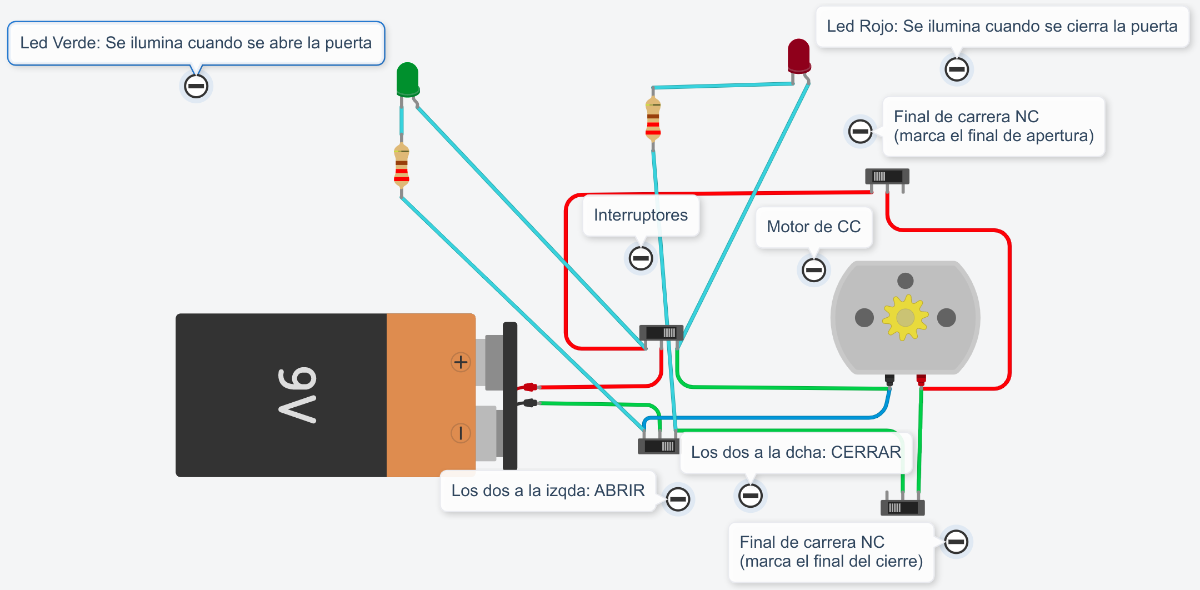 Led Verde: Se ilumina cuando se abre la puerta
Led Rojo: Se ilumina cuando se cierra la puerta
Final de carrera NC
(marca el final de apertura)
Interruptores
Motor de CC
9V
+
-
Los dos a la dcha: CERRAR
Los dos a la izqda: ABRIR
Final de carrera NC
(marca el final del cierre)